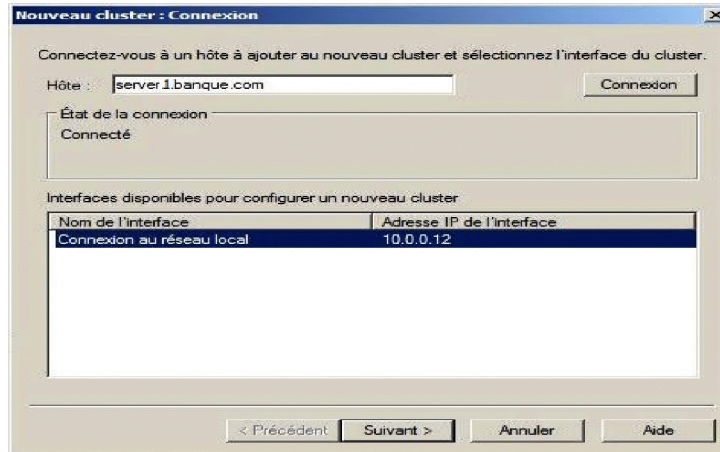 Nouveau cluster : Connexion
Connectez-vous à un hôte à ajouter au nouveau cluster et sélectionnez l'interface du cluster.
Hôte : server1.banque.com Connexion
État de la connexion
Connecté
Interfaces disponibles pour configurer un nouveau cluster
Nom de l'interface Adresse IP de l'interface
Connexion au réseau local 10.0.0.12
< Précédent Suivant > Annuler Aide